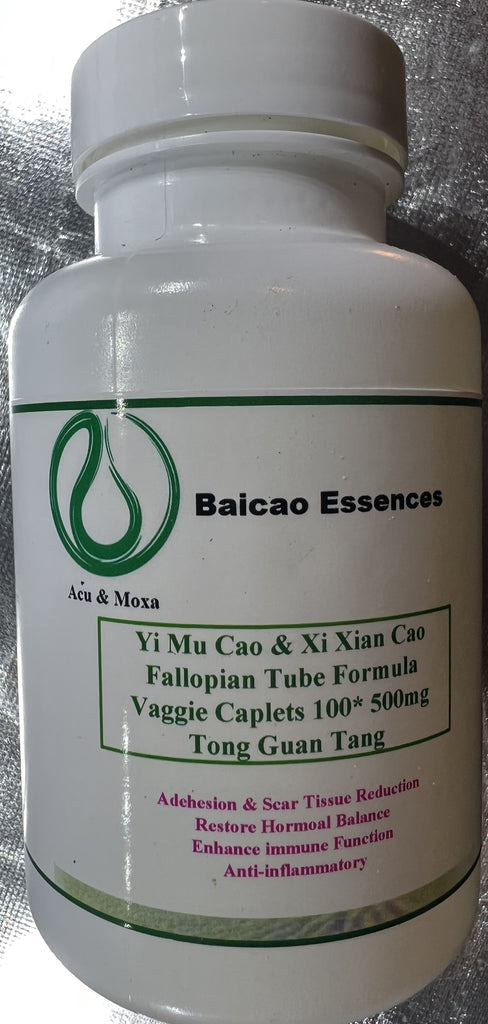 Baicao Essences
Acu & Moxa
Yi Mu Cao & Xi Xian Cao
Fallopian Tube Formula
Vaggie Caplets 100* 500mg
Tong Guan Tang
Adehesion & Scar Tissue Reduction
Restore Hormoal Balance
Enhance immune Function
Anti-inflammatory